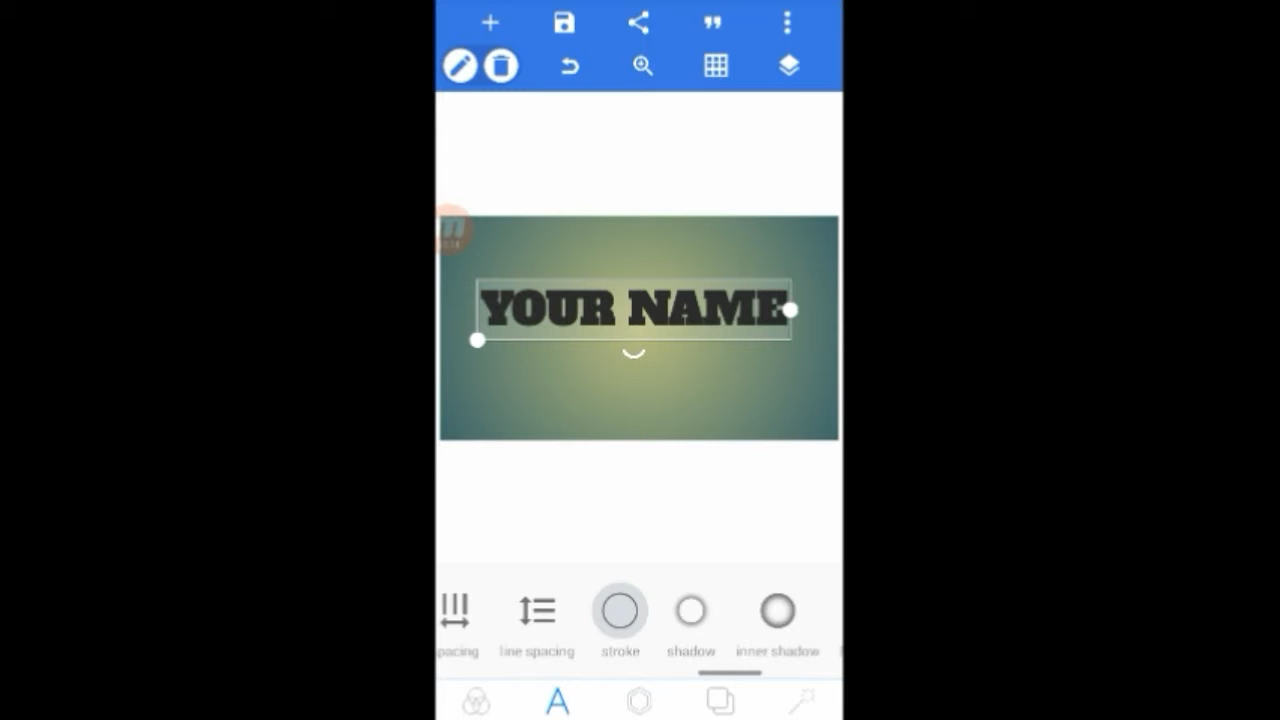 YOUR NAME
pacing
line spacing
stroke
shadow
inner shadow